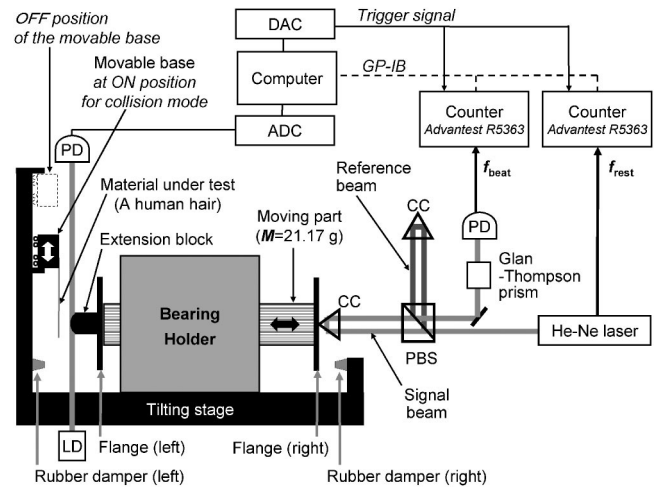 OFF position
of the movable base
DAC
Trigger signal
Movable base
at ON position
for collision mode
Computer
GP-IB
ADC
Counter
Advantest R5363
Counter
Advantest R5363
PD
Reference
beam
fbeat
frest
Material under test
(A human hair)
Moving part
(M=21.17 g)
CC
PD
Extension block
Glan
-Thompson
prism
Bearing
Holder
CC
He-Ne laser
PBS
Signal
beam
Tilting stage
LD
Flange (left)
Flange (right)
Rubber damper (left)
Rubber damper (right)